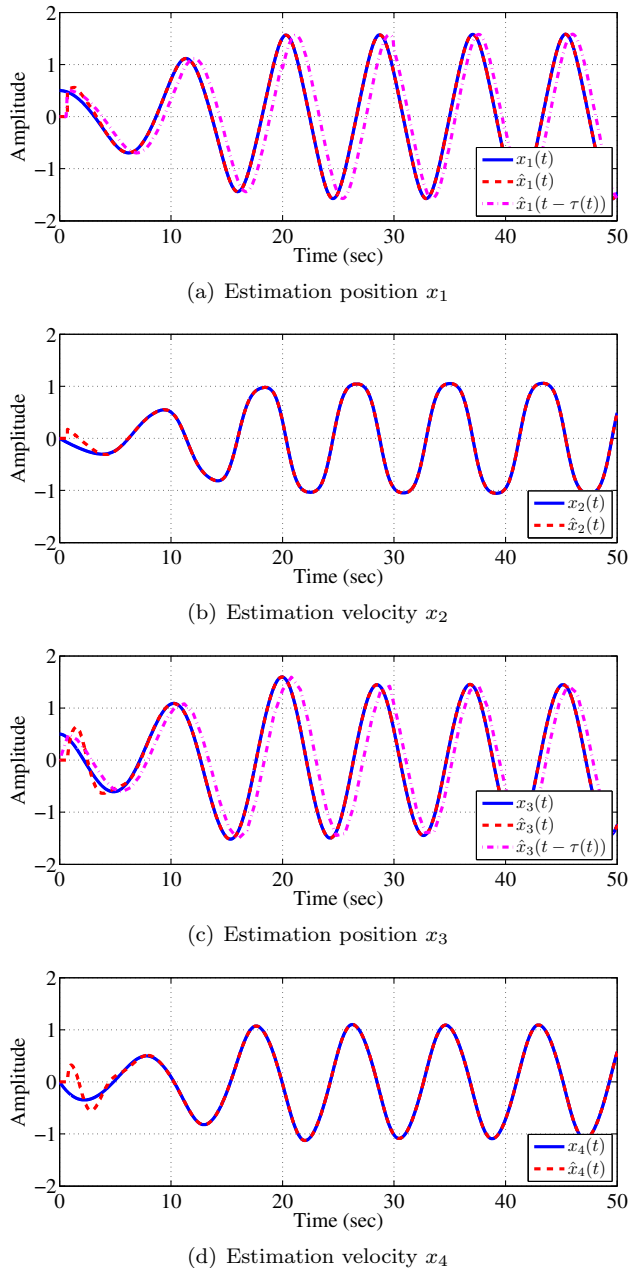 2
1
0
−1
−2
Amplitude
0 10 20 30 40 50
Time (sec)
x₁(t)
x̂₁(t)
x̂₁(t − τ(t))
(a) Estimation position x₁
2
1
0
−1
−2
Amplitude
0 10 20 30 40 50
Time (sec)
x₂(t)
x̂₂(t)
(b) Estimation velocity x₂
2
1
0
−1
−2
Amplitude
0 10 20 30 40 50
Time (sec)
x₃(t)
x̂₃(t)
x̂₃(t − τ(t))
(c) Estimation position x₃
2
1
0
−1
−2
Amplitude
0 10 20 30 40 50
Time (sec)
x₄(t)
x̂₄(t)
(d) Estimation velocity x₄